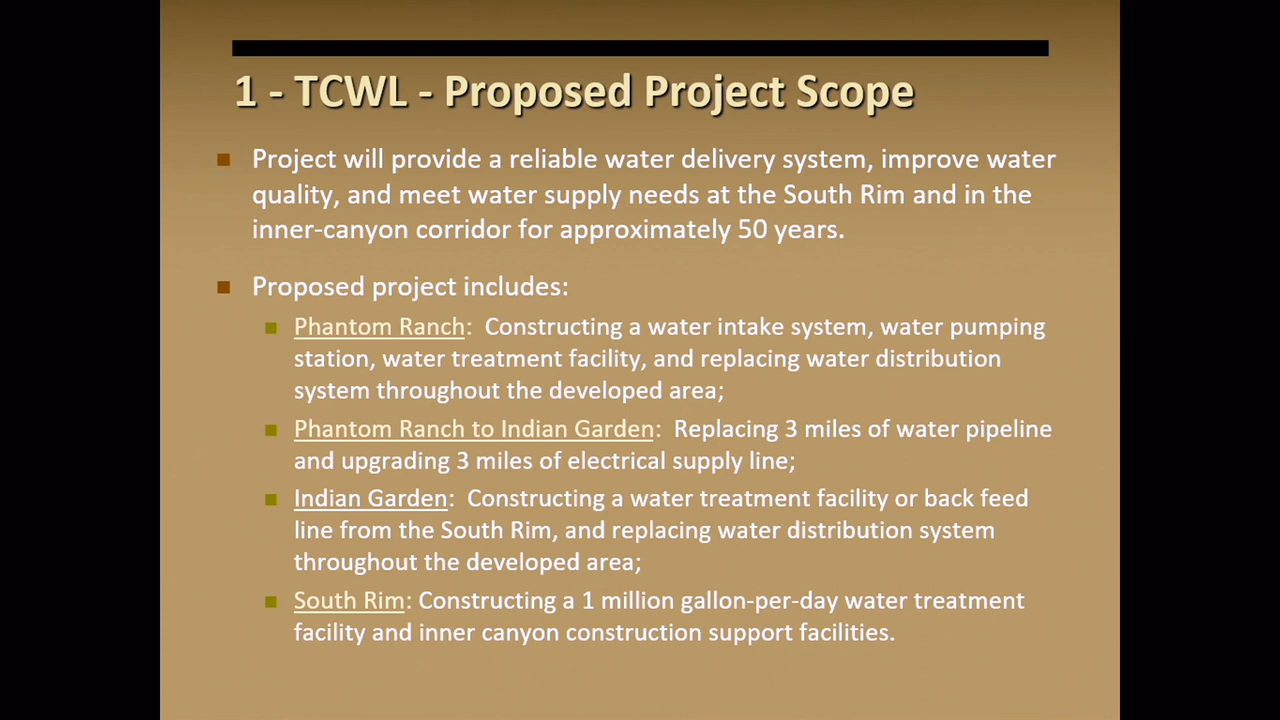 1 - TCWL - Proposed Project Scope
Project will provide a reliable water delivery system, improve water
quality, and meet water supply needs at the South Rim and in the
inner-canyon corridor for approximately 50 years.
Proposed project includes:
Phantom Ranch: Constructing a water intake system, water pumping
station, water treatment facility, and replacing water distribution
system throughout the developed area;
Phantom Ranch to Indian Garden: Replacing 3 miles of water pipeline
and upgrading 3 miles of electrical supply line;
Indian Garden: Constructing a water treatment facility or back feed
line from the South Rim, and replacing water distribution system
throughout the developed area;
South Rim: Constructing a 1 million gallon-per-day water treatment
facility and inner canyon construction support facilities.